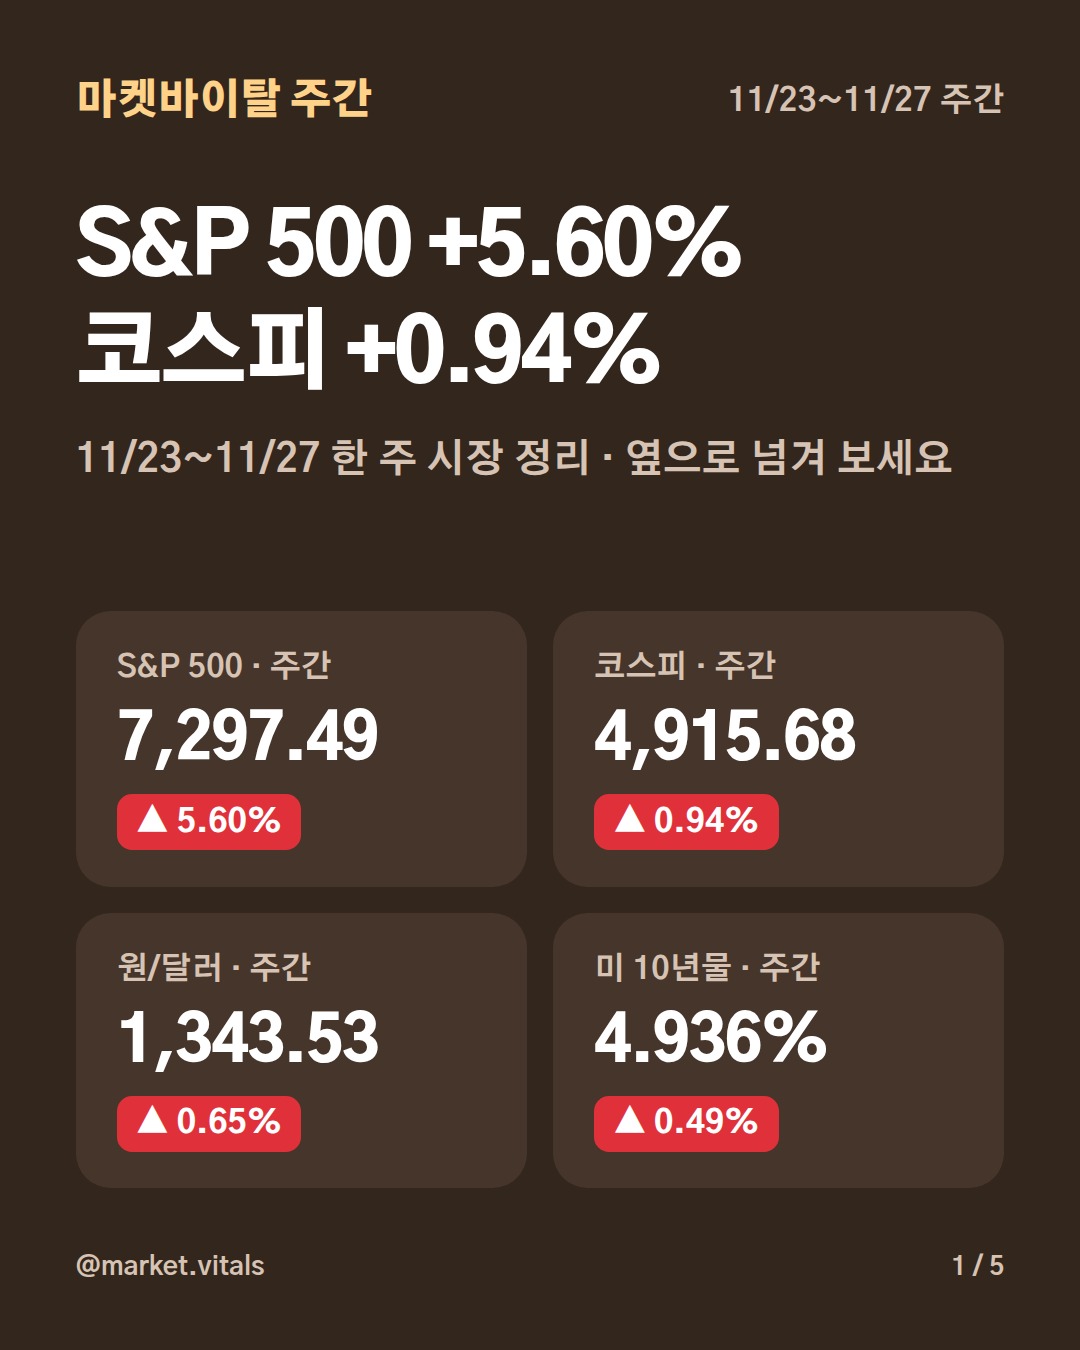 마켓바이탈 주간
11/23~11/27 주간
S&P 500 +5.60%
코스피 +0.94%
11/23~11/27 한 주 시장 정리 · 옆으로 넘겨 보세요
S&P 500 · 주간
7,297.49
▲ 5.60%
코스피 · 주간
4,915.68
▲ 0.94%
원/달러 · 주간
1,343.53
▲ 0.65%
미 10년물 · 주간
4.936%
▲ 0.49%
@market.vitals
1 / 5